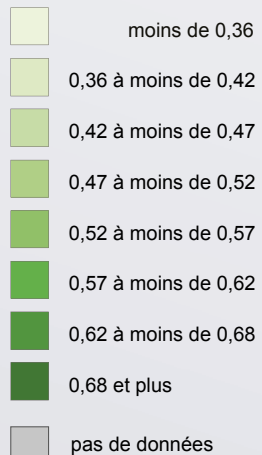 moins de 0,36
0,36 à moins de 0,42
0,42 à moins de 0,47
0,47 à moins de 0,52
0,52 à moins de 0,57
0,57 à moins de 0,62
0,62 à moins de 0,68
0,68 et plus
pas de données